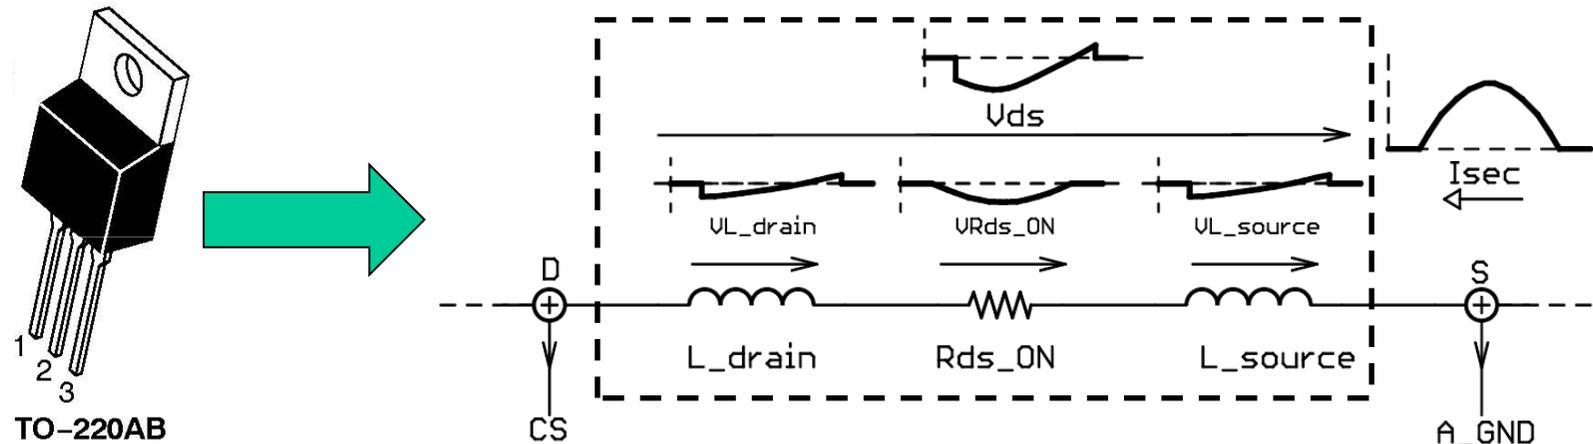 1
2
3
TO-220AB
Vds
Isec
VL_drain
VRds_ON
VL_source
D
S
L_drain
Rds_ON
L_source
CS
A_GND